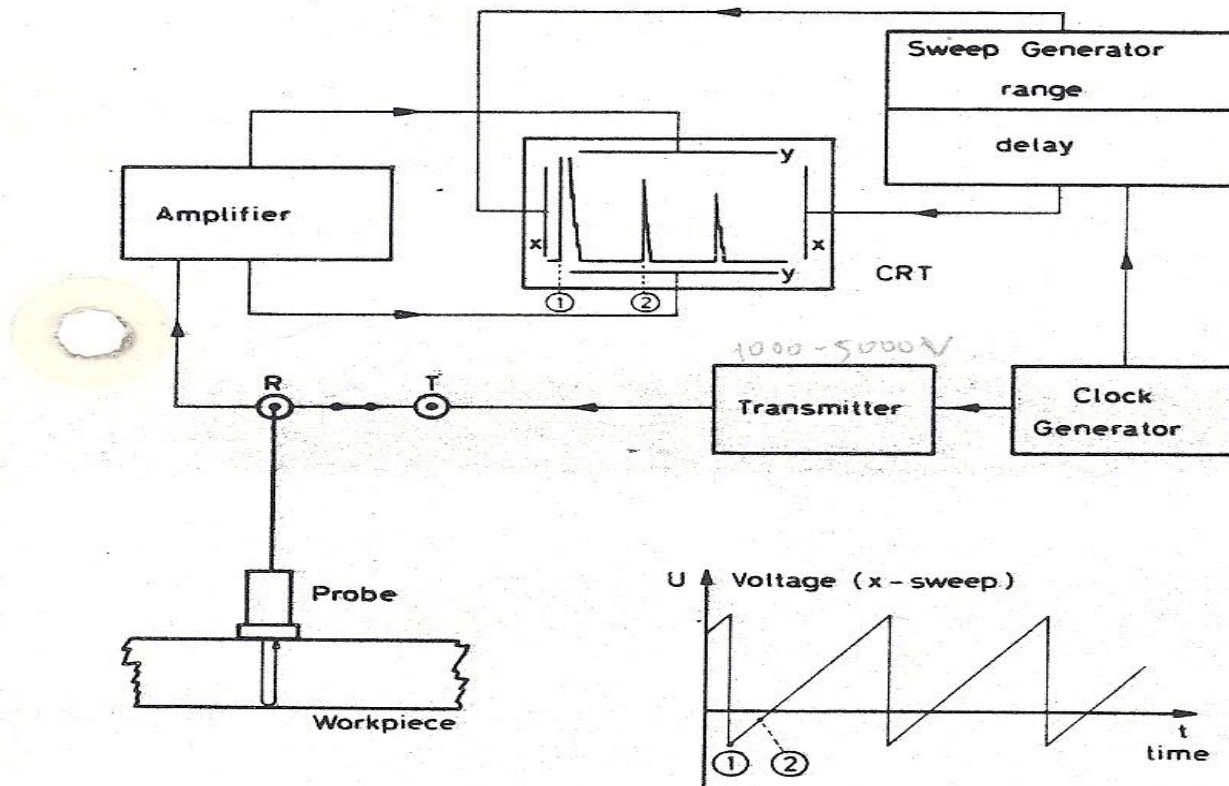 Sweep Generator
range
delay
Amplifier
y
x
x
y
CRT
①
②
1000-5000V
R
T
Transmitter
Clock
Generator
Probe
Workpiece
U
Voltage (x-sweep)
t
time
①
②